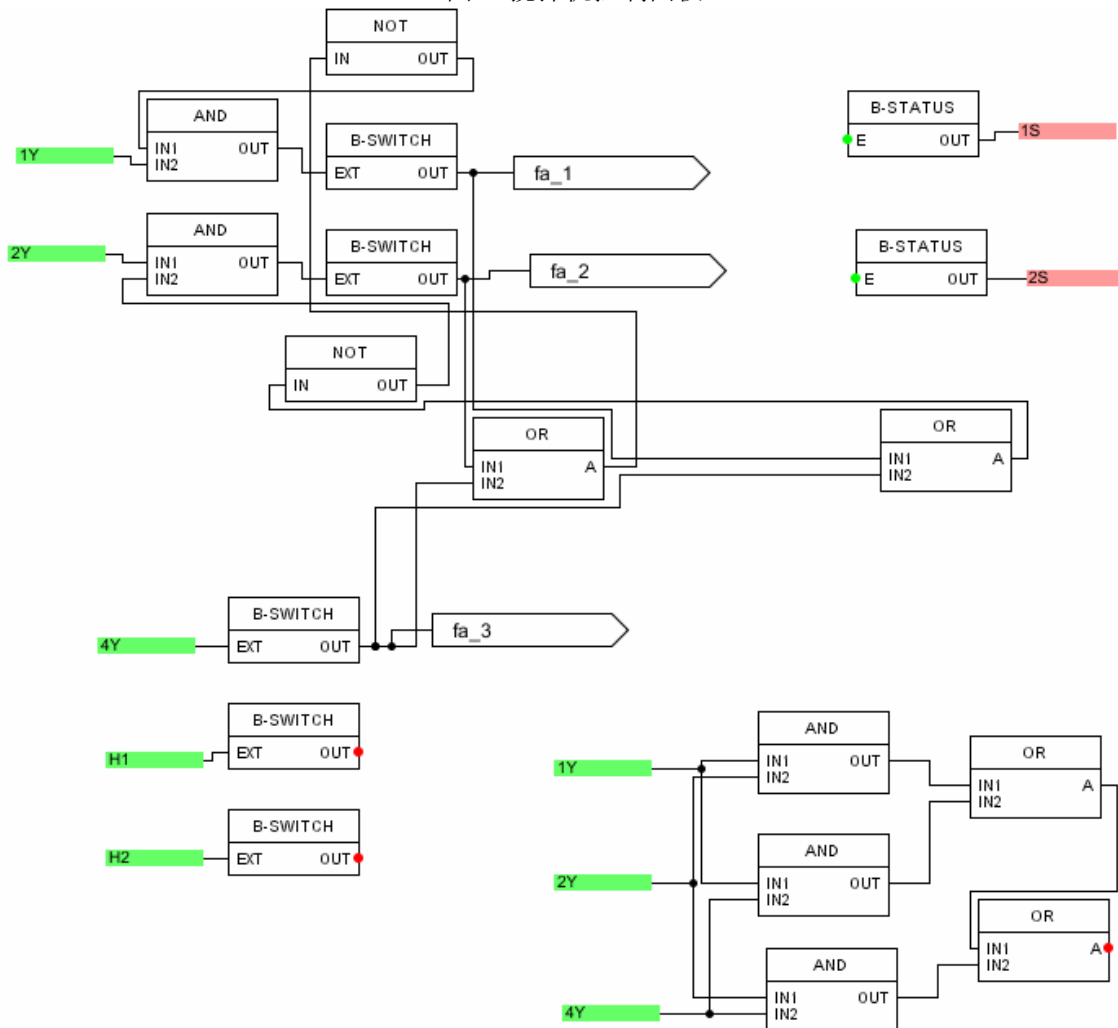 NOT
IN OUT
AND
IN1 OUT
IN2
1Y
B-SWITCH
EXT OUT
fa_1
B-STATUS
E OUT
1S
AND
IN1 OUT
IN2
2Y
B-SWITCH
EXT OUT
fa_2
B-STATUS
E OUT
2S
NOT
IN OUT
OR
IN1 A
IN2
OR
IN1 A
IN2
B-SWITCH
EXT OUT
4Y
fa_3
B-SWITCH
EXT OUT
H1
B-SWITCH
EXT OUT
H2
1Y
AND
IN1 OUT
IN2
OR
IN1 A
IN2
2Y
AND
IN1 OUT
IN2
OR
IN1 A
IN2
4Y
AND
IN1 OUT
IN2